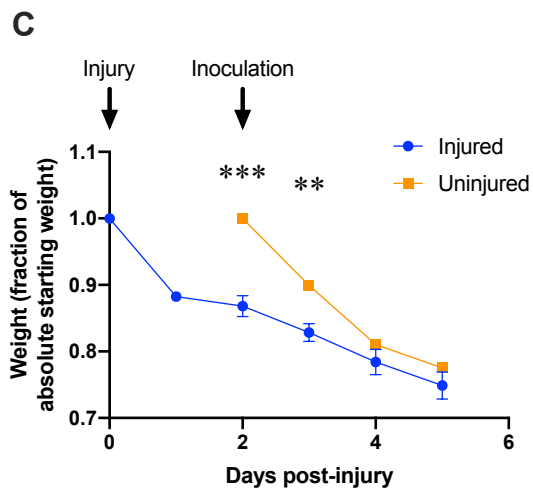 C
Injury
Inoculation
Injured
Uninjured
***
**
Weight (fraction of
absolute starting weight)
1.1
1.0
0.9
0.8
0.7
0
2
4
6
Days post-injury